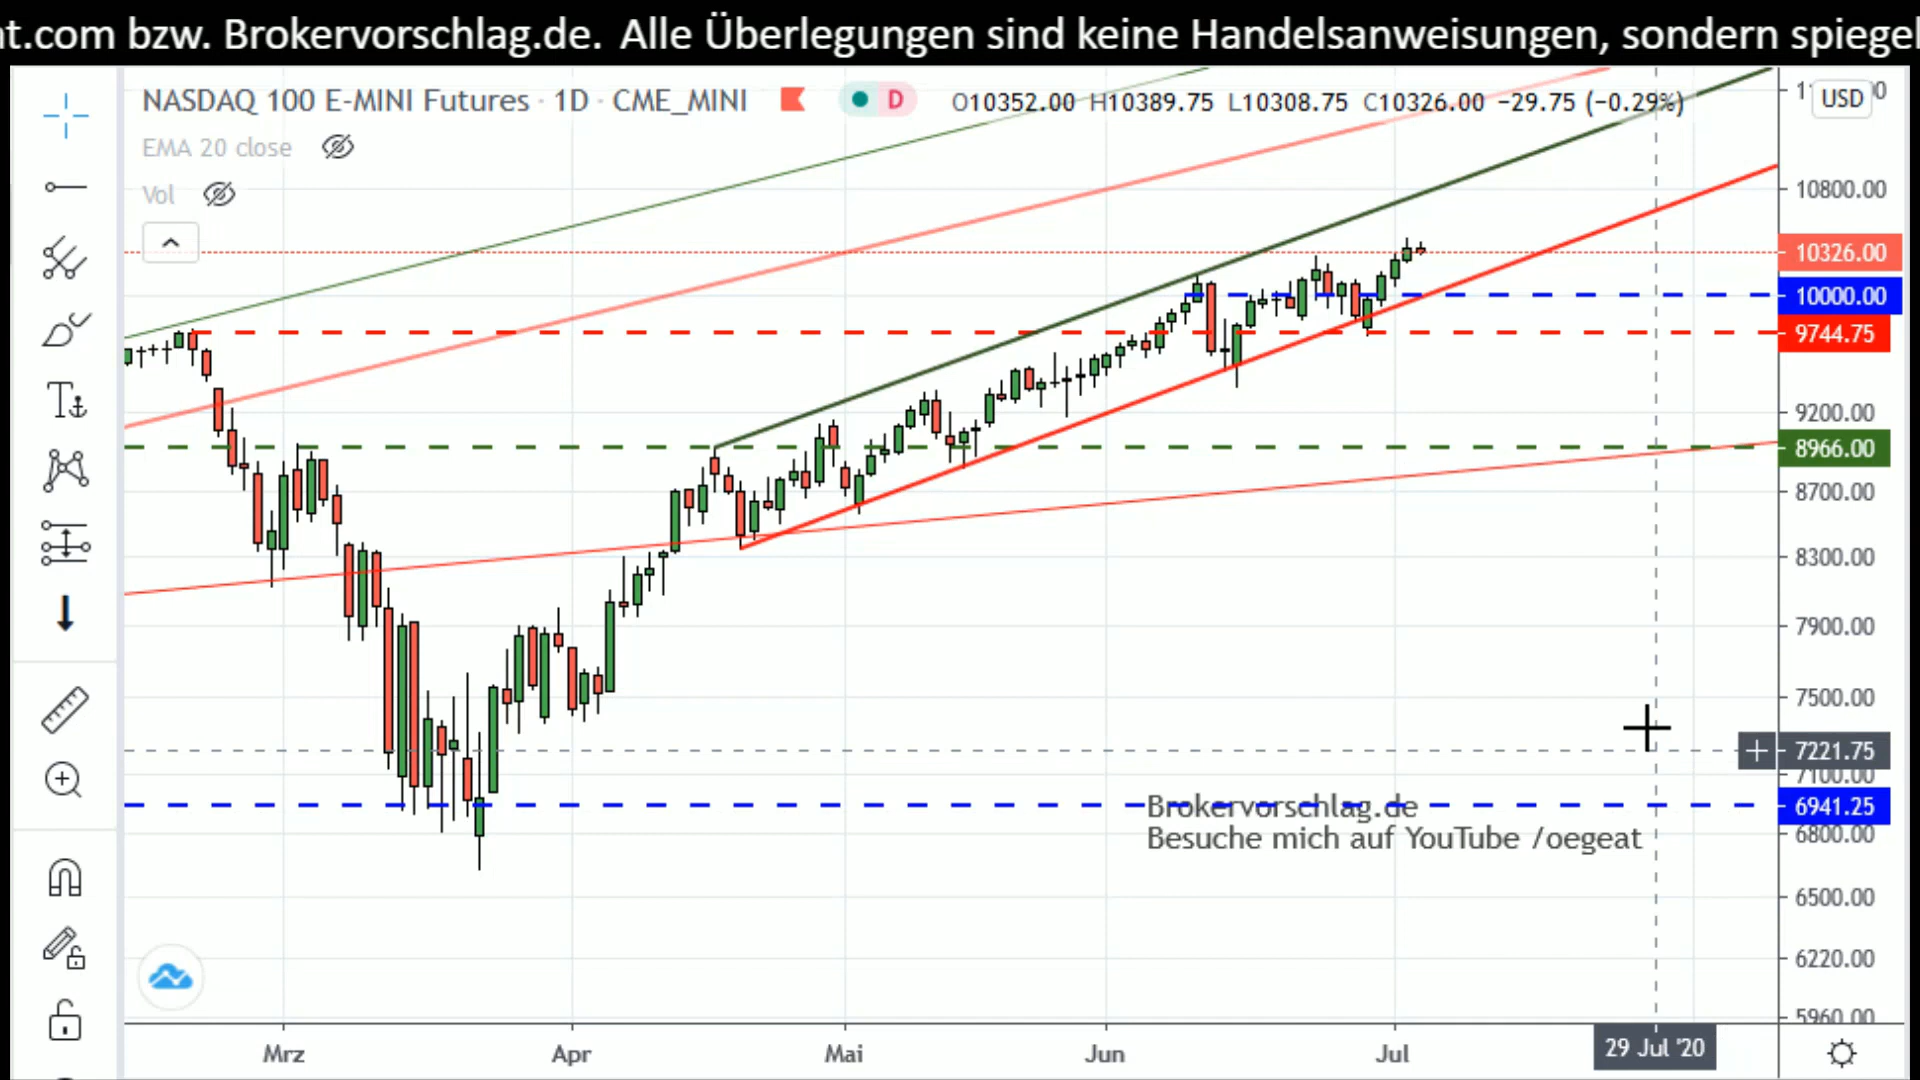 nt.com bzw. Brokervorschlag.de. Alle Überlegungen sind keine Handelsanweisungen, sondern spiegel
NASDAQ 100 E-MINI Futures · 1D · CME_MINI D O10352.00 H10389.75 L10308.75 C10326.00 −29.75 (−0.29%)
USD
EMA 20 close
Vol
10800.00
10326.00
10000.00
9744.75
9200.00
8966.00
8700.00
8300.00
7900.00
7500.00
7221.75
7100.00
6941.25
6800.00
6500.00
6220.00
5960.00
Brokervorschlag.de
Besuche mich auf YouTube /oegeat
Mrz Apr Mai Jun Jul 29 Jul '20